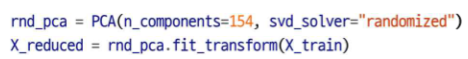 rnd_pca = PCA(n_components=154, svd_solver="randomized")
X_reduced = rnd_pca.fit_transform(X_train)